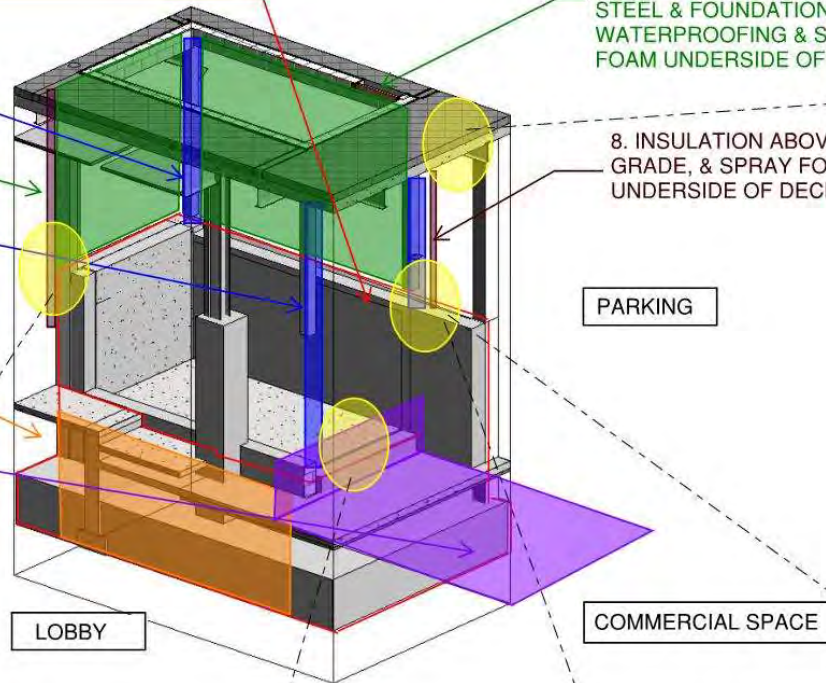 STEEL & FOUNDATION
WATERPROOFING & S
FOAM UNDERSIDE OF
8. INSULATION ABOV
GRADE, & SPRAY FO
UNDERSIDE OF DEC
PARKING
COMMERCIAL SPACE
LOBBY